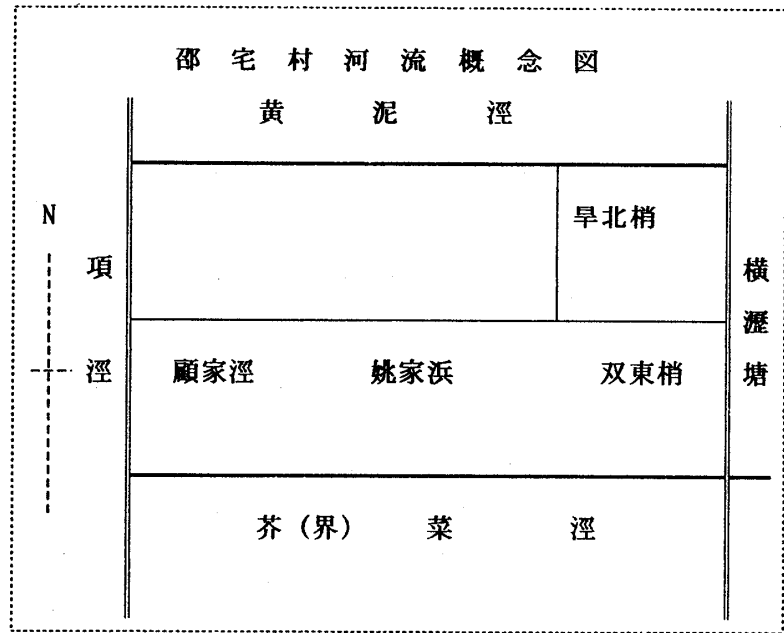 邵宅村河流概念図
黄泥涇
N
旱北梢
項涇
横瀝塘
顧家涇 姚家浜 双東梢
芥(界)菜涇